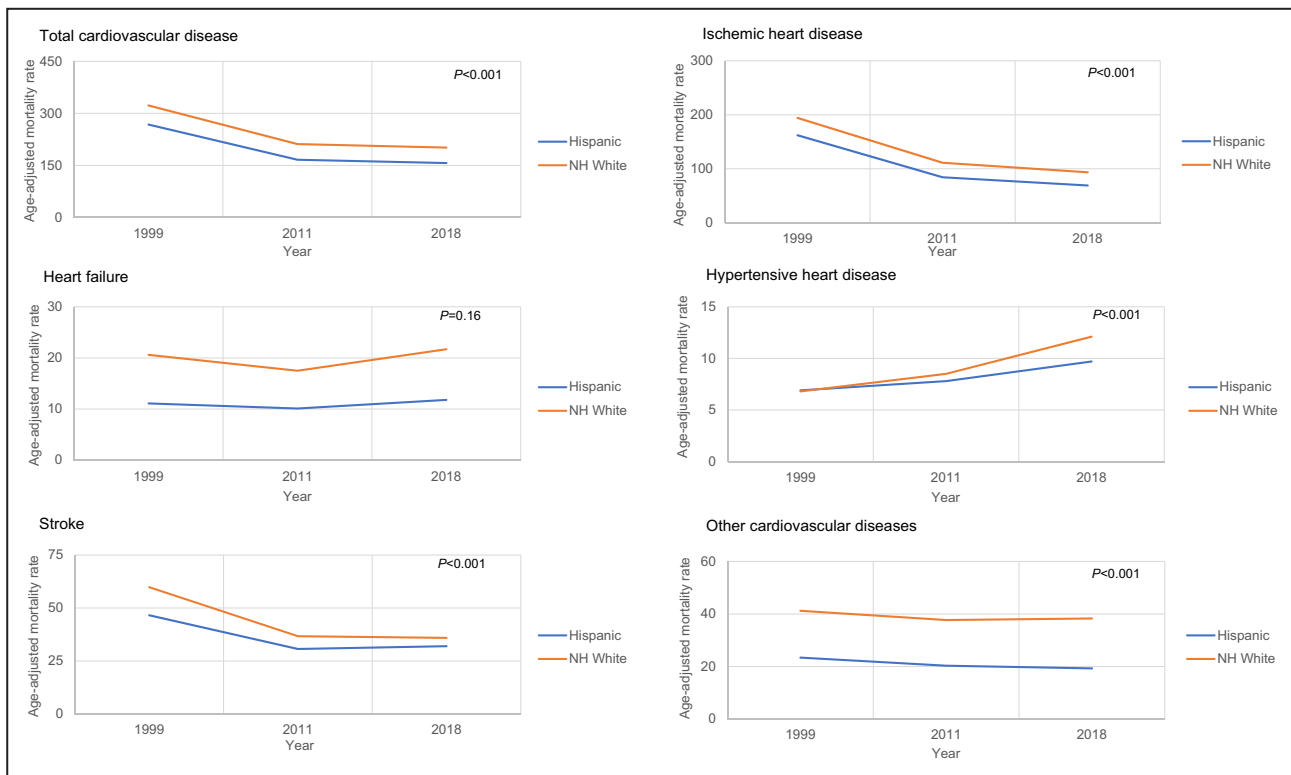 Total cardiovascular disease
Age-adjusted mortality rate
450
300
150
0
P<0.001
1999
2011
2018
Year
Hispanic
NH White
Ischemic heart disease
Age-adjusted mortality rate
300
200
100
0
P<0.001
1999
2011
2018
Year
Hispanic
NH White
Heart failure
Age-adjusted mortality rate
30
20
10
0
P=0.16
1999
2011
2018
Year
Hispanic
NH White
Hypertensive heart disease
Age-adjusted mortality rate
15
10
5
0
P<0.001
1999
2011
2018
Year
Hispanic
NH White
Stroke
Age-adjusted mortality rate
75
50
25
0
P<0.001
1999
2011
2018
Year
Hispanic
NH White
Other cardiovascular diseases
Age-adjusted mortality rate
60
40
20
0
P<0.001
1999
2011
2018
Year
Hispanic
NH White